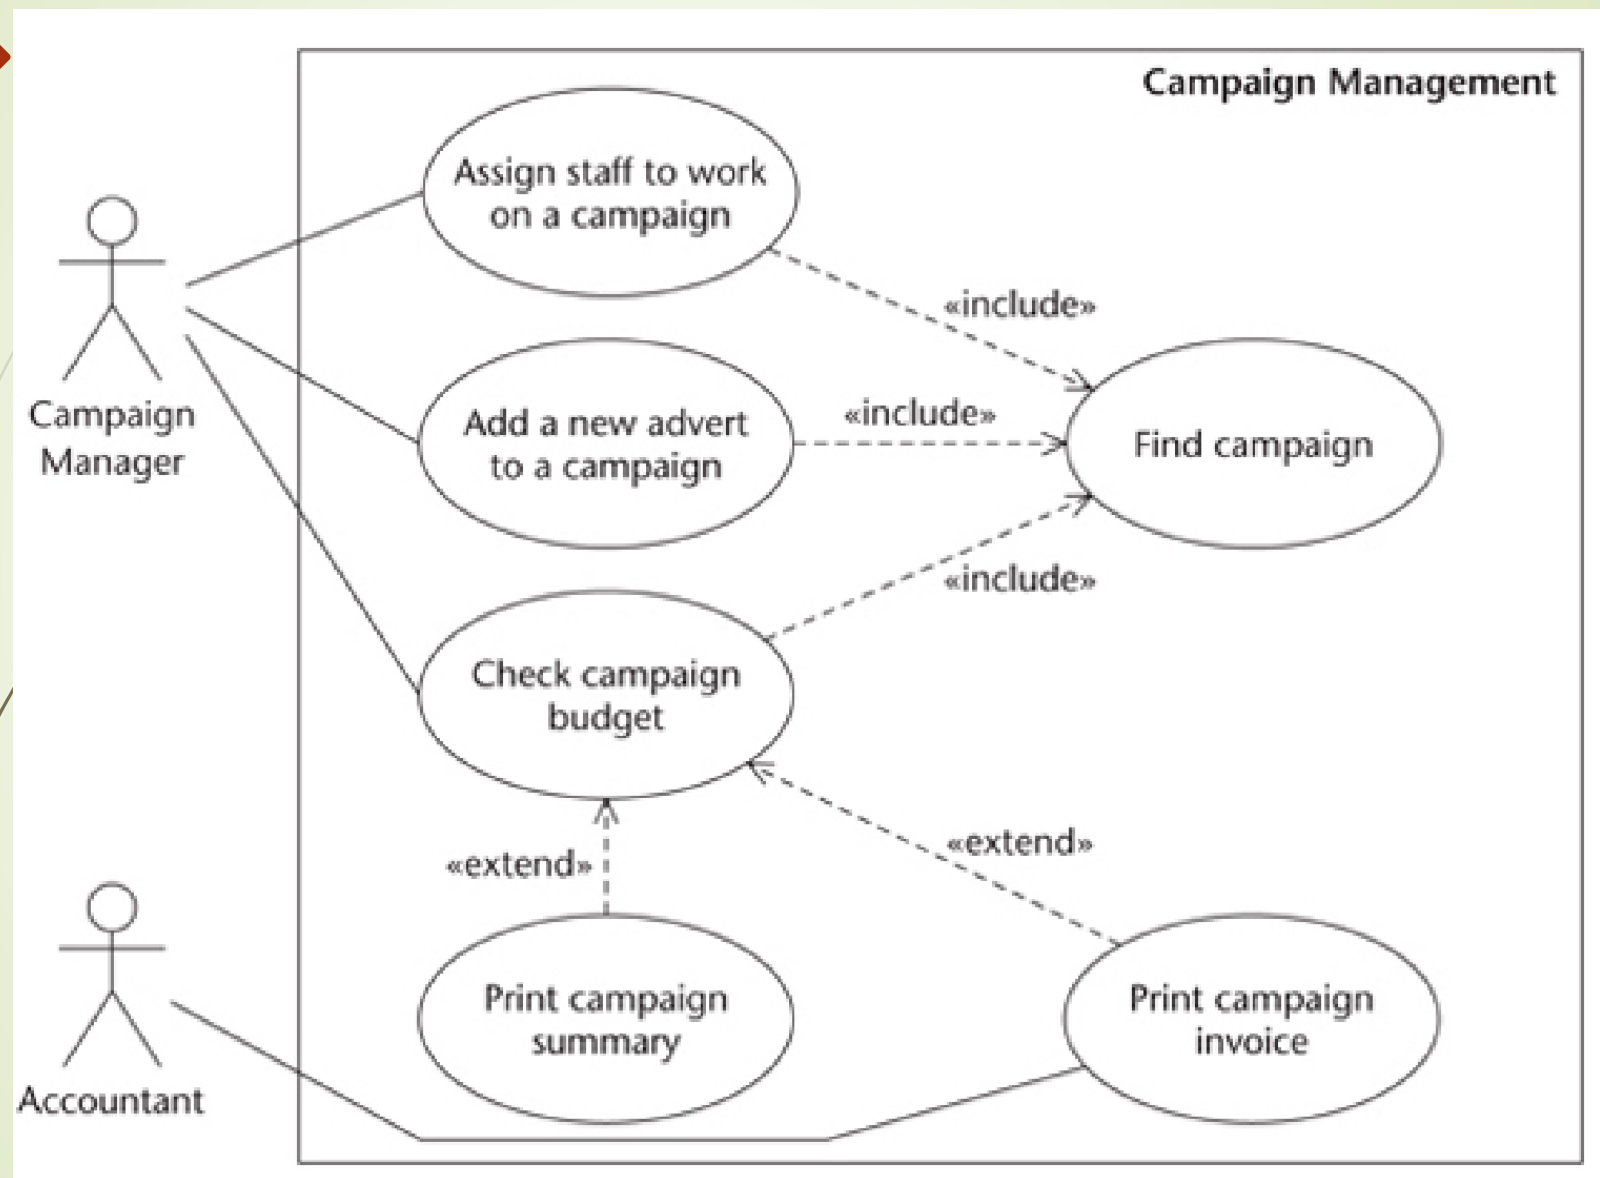 Campaign Management
Assign staff to work
on a campaign
«include»
Campaign
Manager
Add a new advert
to a campaign
«include»
Find campaign
«include»
Check campaign
budget
«extend»
«extend»
Print campaign
summary
Print campaign
invoice
Accountant